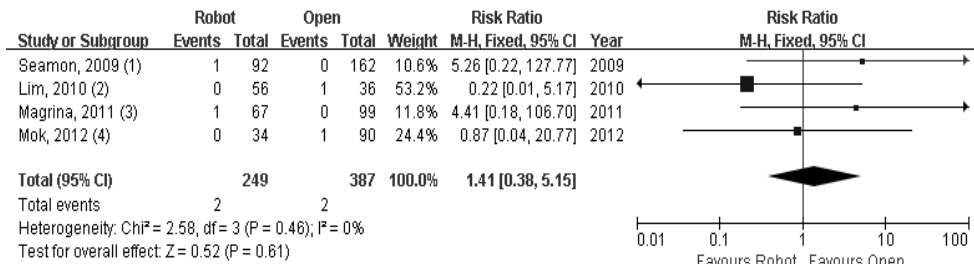 Robot Open Risk Ratio Risk Ratio
Study or Subgroup Events Total Events Total Weight M-H, Fixed, 95% CI Year M-H, Fixed, 95% CI
Seamon, 2009 (1) 1 92 0 162 10.6% 5.26 [0.22, 127.77] 2009
Lim, 2010 (2) 0 56 1 36 53.2% 0.22 [0.01, 5.17] 2010
Magrina, 2011 (3) 1 67 0 99 11.8% 4.41 [0.18, 106.70] 2011
Mok, 2012 (4) 0 34 1 90 24.4% 0.87 [0.04, 20.77] 2012
Total (95% CI) 249 387 100.0% 1.41 [0.38, 5.15]
Total events 2 2
Heterogeneity: Chi² = 2.58, df = 3 (P = 0.46); I² = 0%
Test for overall effect: Z = 0.52 (P = 0.61)
0.01 0.1 1 10 100
Favours Robot Favours Open